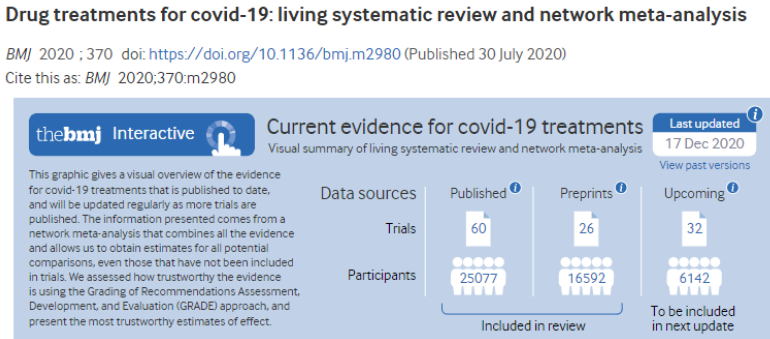 Drug treatments for covid-19: living systematic review and network meta-analysis
BMJ 2020 ; 370 doi: https://doi.org/10.1136/bmj.m2980 (Published 30 July 2020)
Cite this as: BMJ 2020;370:m2980
thebmj Interactive
Current evidence for covid-19 treatments
Visual summary of living systematic review and network meta-analysis
Last updated i
17 Dec 2020
View past versions
This graphic gives a visual overview of the evidence
for covid-19 treatments that is published to date,
and will be updated regularly as more trials are
published. The information presented comes from a
network meta-analysis that combines all the evidence
and allows us to obtain estimates for all potential
comparisons, even those that have not been included
in trials. We assessed how trustworthy the evidence
is using the Grading of Recommendations Assessment,
Development, and Evaluation (GRADE) approach, and
present the most trustworthy estimates of effect.
Data sources Published i Preprints i Upcoming i
Trials 60 26 32
Participants 25077 16592 6142
Included in review
To be included
in next update